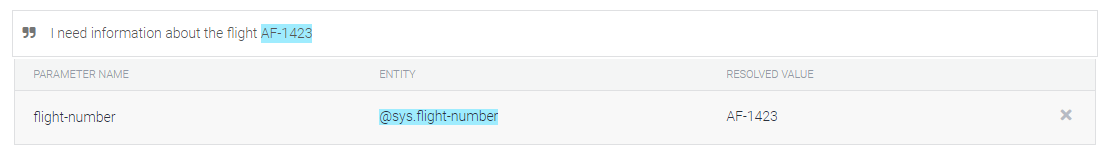 ❞ I need information about the flight AF-1423
PARAMETER NAME ENTITY RESOLVED VALUE
flight-number @sys.flight-number AF-1423 ×